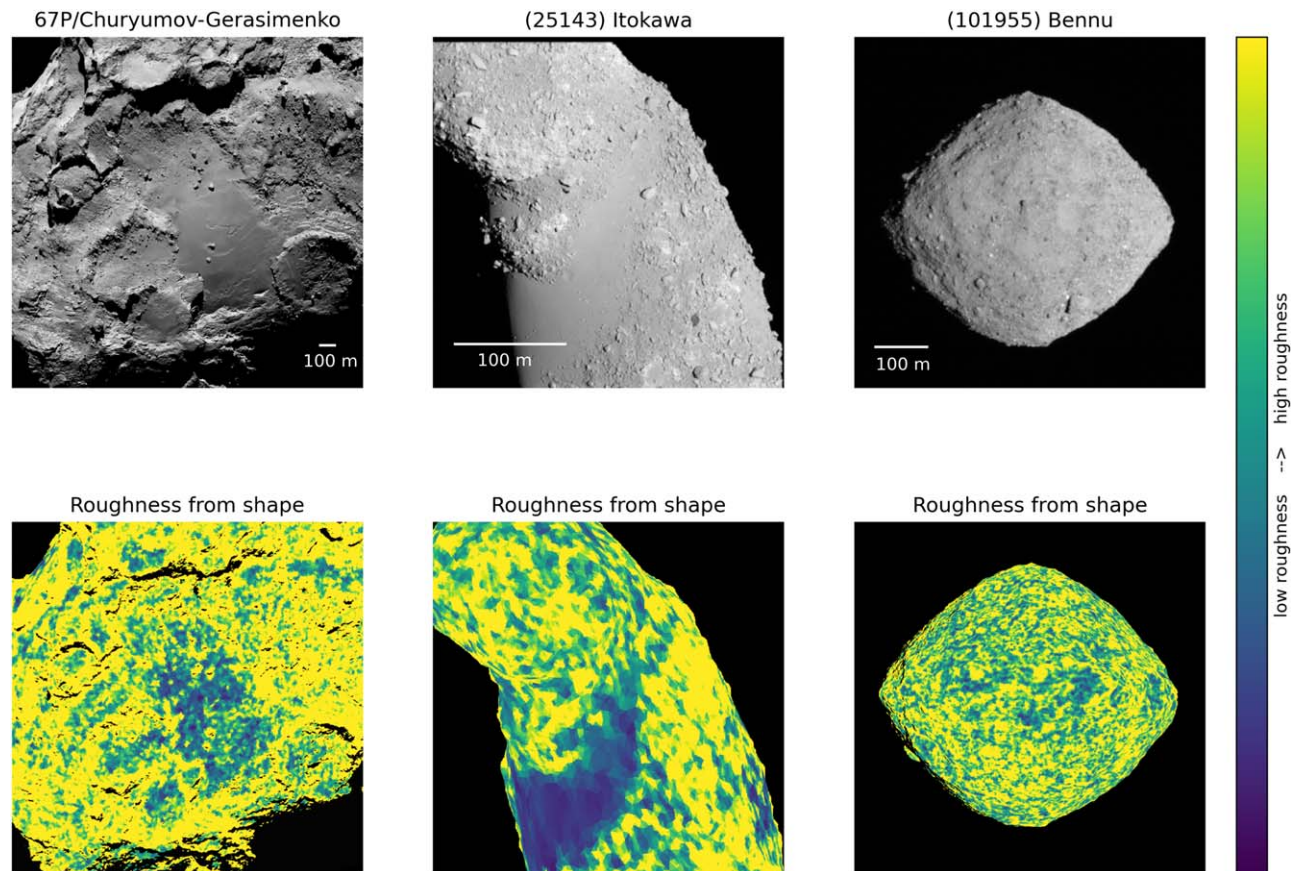 67P/Churyumov-Gerasimenko
(25143) Itokawa
(101955) Bennu
100 m
100 m
100 m
Roughness from shape
Roughness from shape
Roughness from shape
low roughness --> high roughness